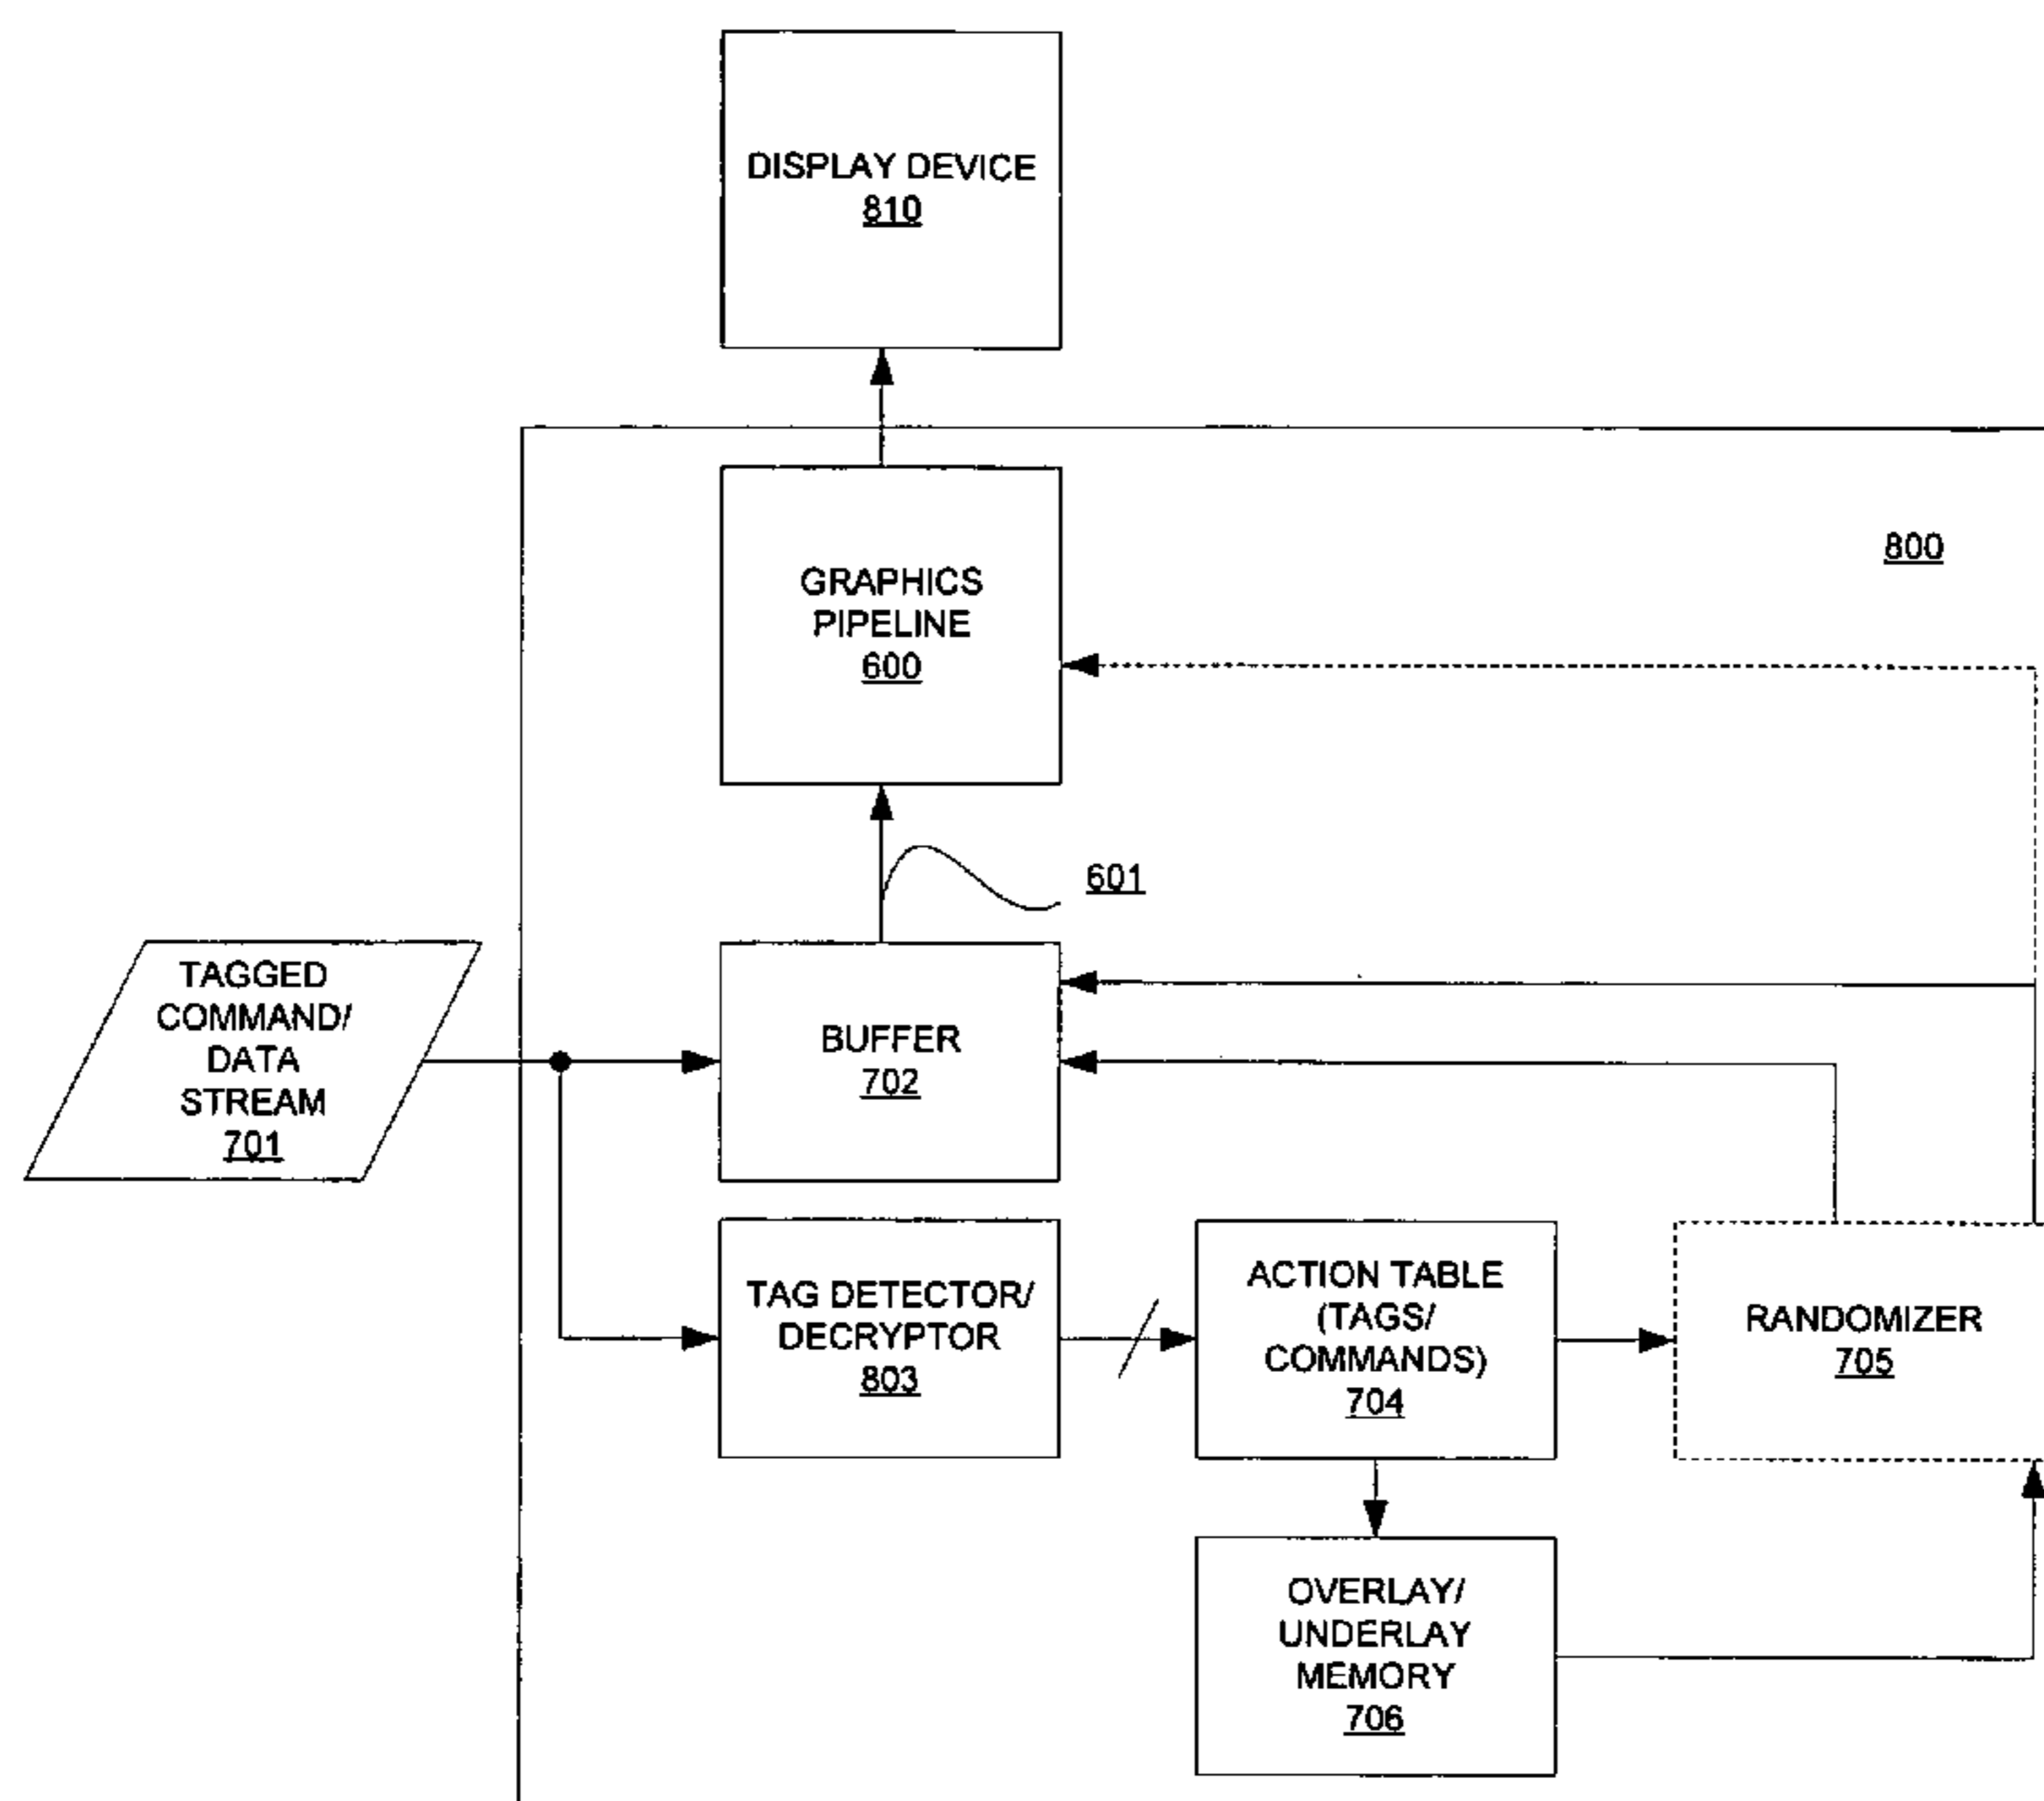 DISPLAY DEVICE
810
GRAPHICS
PIPELINE
600
800
601
TAGGED
COMMAND/
DATA
STREAM
701
BUFFER
702
TAG DETECTOR/
DECRYPTOR
803
ACTION TABLE
(TAGS/
COMMANDS)
704
RANDOMIZER
705
OVERLAY/
UNDERLAY
MEMORY
706